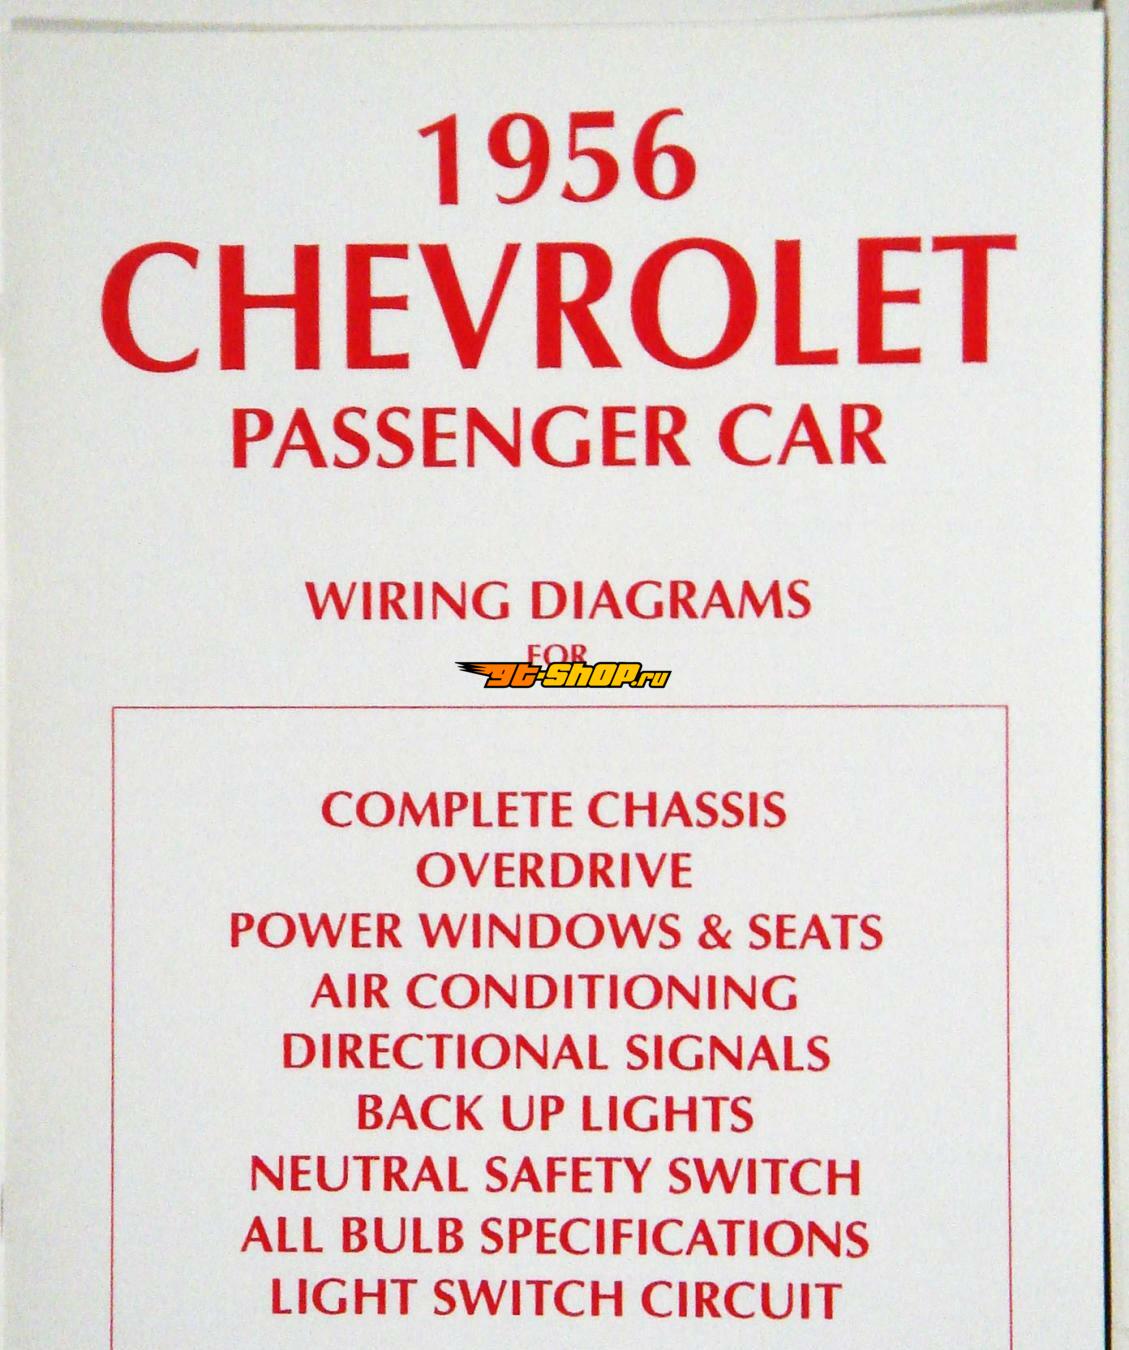 1956
CHEVROLET
PASSENGER CAR
WIRING DIAGRAMS
FOR
gt-shop.ru
COMPLETE CHASSIS
OVERDRIVE
POWER WINDOWS & SEATS
AIR CONDITIONING
DIRECTIONAL SIGNALS
BACK UP LIGHTS
NEUTRAL SAFETY SWITCH
ALL BULB SPECIFICATIONS
LIGHT SWITCH CIRCUIT